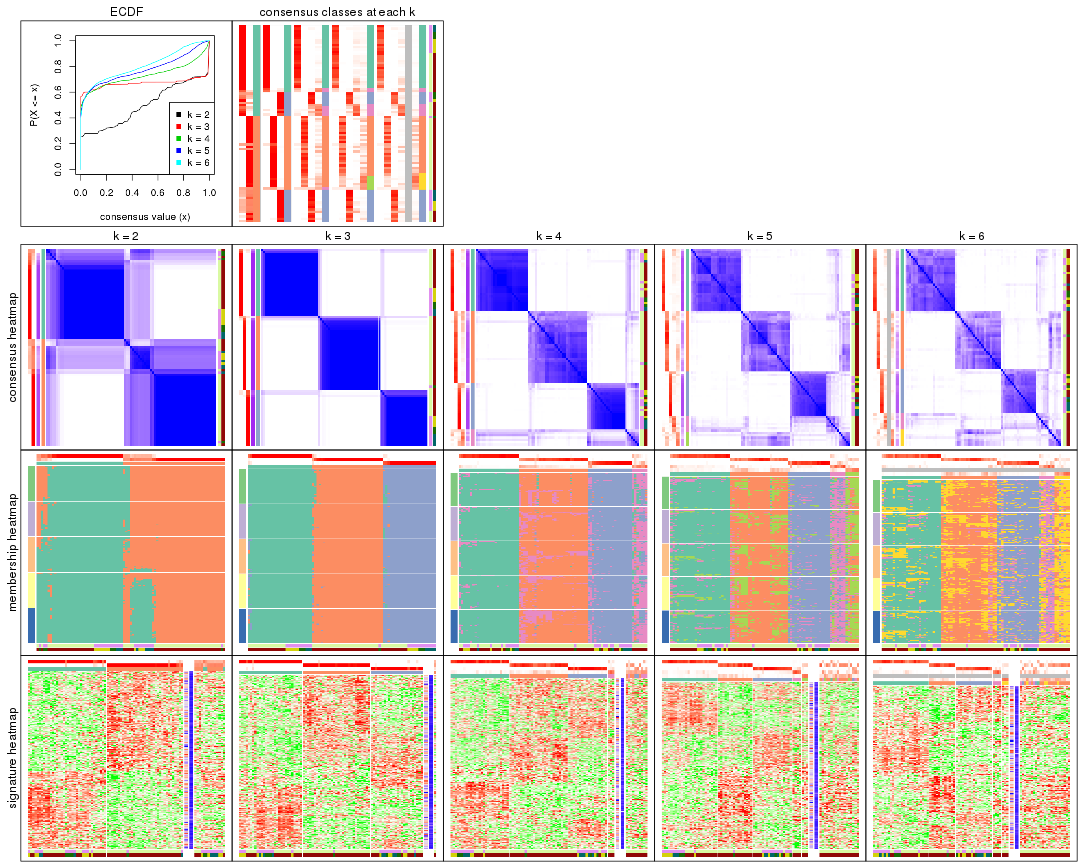 ECDF
consensus classes at each k
P(X <= x)
1.0
0.8
0.6
0.4
0.2
0.0
k = 2
k = 3
k = 4
k = 5
k = 6
0.0 0.2 0.4 0.6 0.8 1.0
consensus value (x)
k = 2
k = 3
k = 4
k = 5
k = 6
consensus heatmap
membership heatmap
signature heatmap